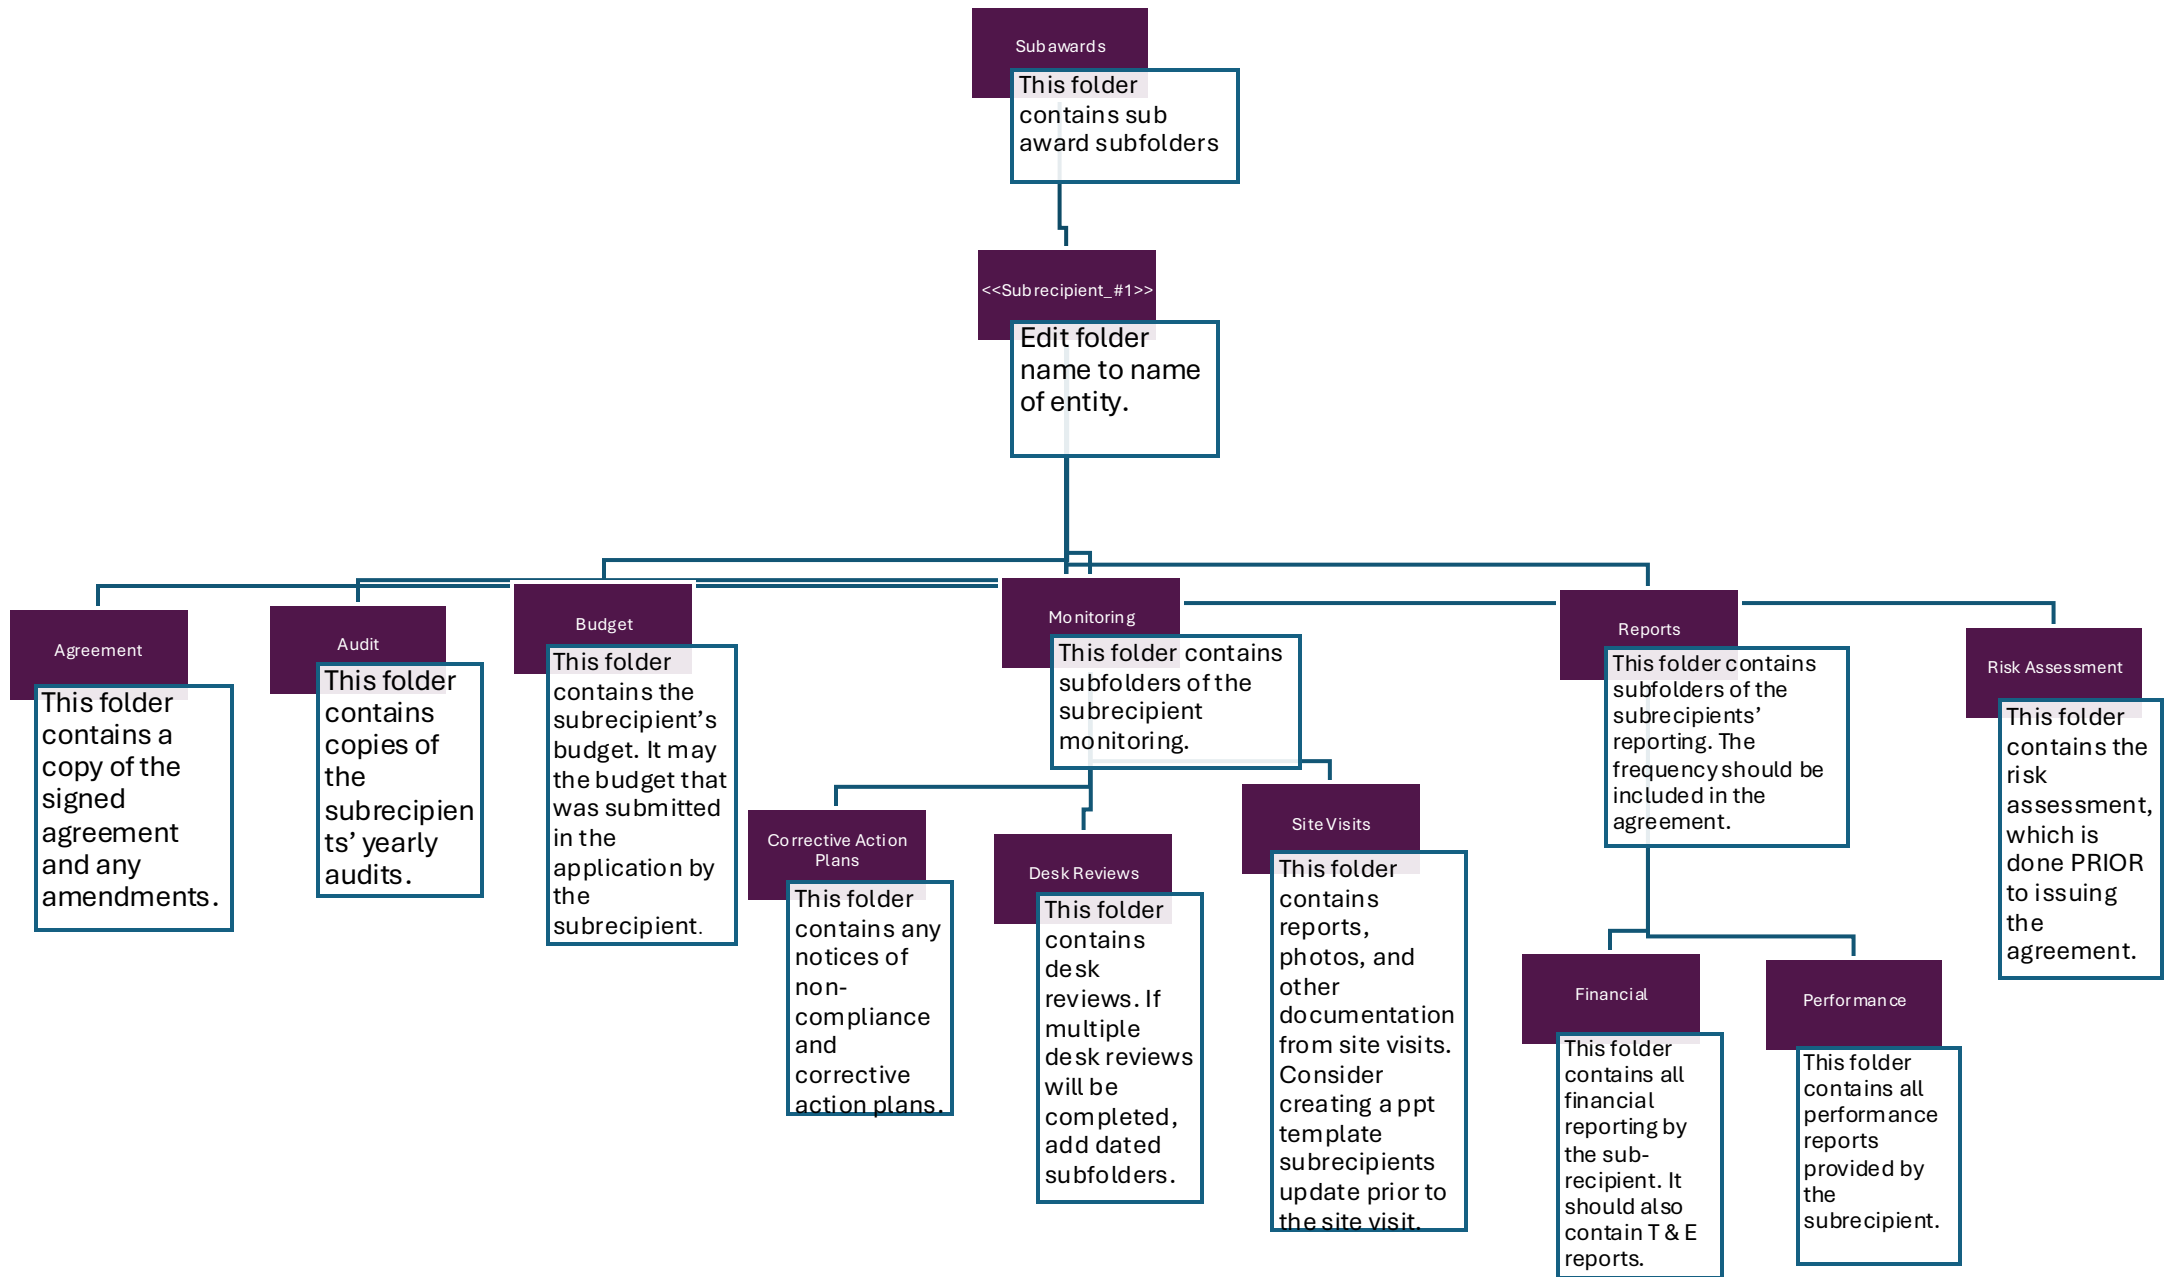 Subawards
This folder
contains sub
award subfolders
<<Subrecipient_#1>>
Edit folder
name to name
of entity.
Agreement
This folder
contains a
copy of the
signed
agreement
and any
amendments.
Audit
This folder
contains
copies of
the
subrecipien
ts’ yearly
audits.
Budget
This folder
contains the
subrecipient’s
budget. It may
the budget that
was submitted
in the
application by
the
subrecipient.
Monitoring
This folder contains
subfolders of the
subrecipient
monitoring.
Corrective Action
Plans
This folder
contains any
notices of
non-
compliance
and
corrective
action plans.
Desk Reviews
This folder
contains
desk
reviews. If
multiple
desk reviews
will be
completed,
add dated
subfolders.
Site Visits
This folder
contains
reports,
photos, and
other
documentation
from site visits.
Consider
creating a ppt
template
subrecipients
update prior to
the site visit.
Reports
This folder contains
subfolders of the
subrecipients’
reporting. The
frequency should be
included in the
agreement.
Financial
This folder
contains all
financial
reporting by
the sub-
recipient. It
should also
contain T & E
reports.
Performance
This folder
contains all
performance
reports
provided by
the
subrecipient.
Risk Assessment
This folder
contains the
risk
assessment,
which is
done PRIOR
to issuing
the
agreement.